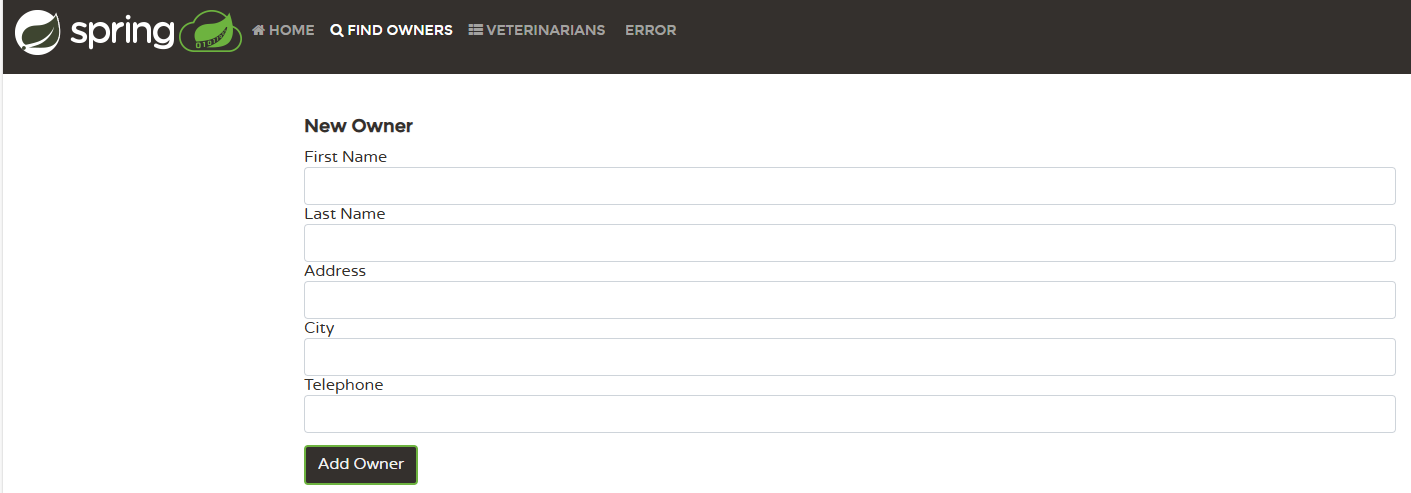 spring HOME FIND OWNERS VETERINARIANS ERROR
New Owner
First Name
Last Name
Address
City
Telephone
Add Owner